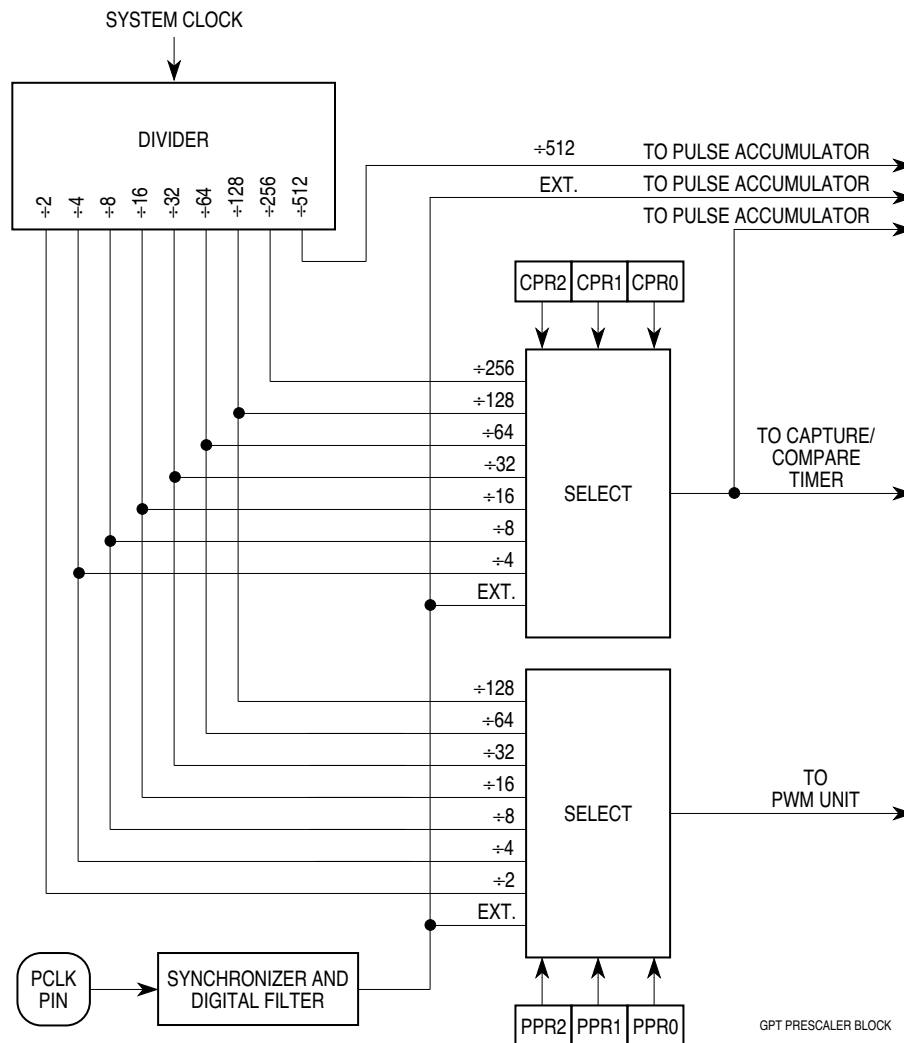 SYSTEM CLOCK
DIVIDER
÷2
÷4
÷8
÷16
÷32
÷64
÷128
÷256
÷512
÷512
TO PULSE ACCUMULATOR
EXT.
TO PULSE ACCUMULATOR
TO PULSE ACCUMULATOR
CPR2
CPR1
CPR0
÷256
÷128
÷64
÷32
÷16
÷8
÷4
EXT.
SELECT
TO CAPTURE/
COMPARE
TIMER
÷128
÷64
÷32
÷16
÷8
÷4
÷2
EXT.
SELECT
TO
PWM UNIT
PCLK
PIN
SYNCHRONIZER AND
DIGITAL FILTER
PPR2
PPR1
PPR0
GPT PRESCALER BLOCK